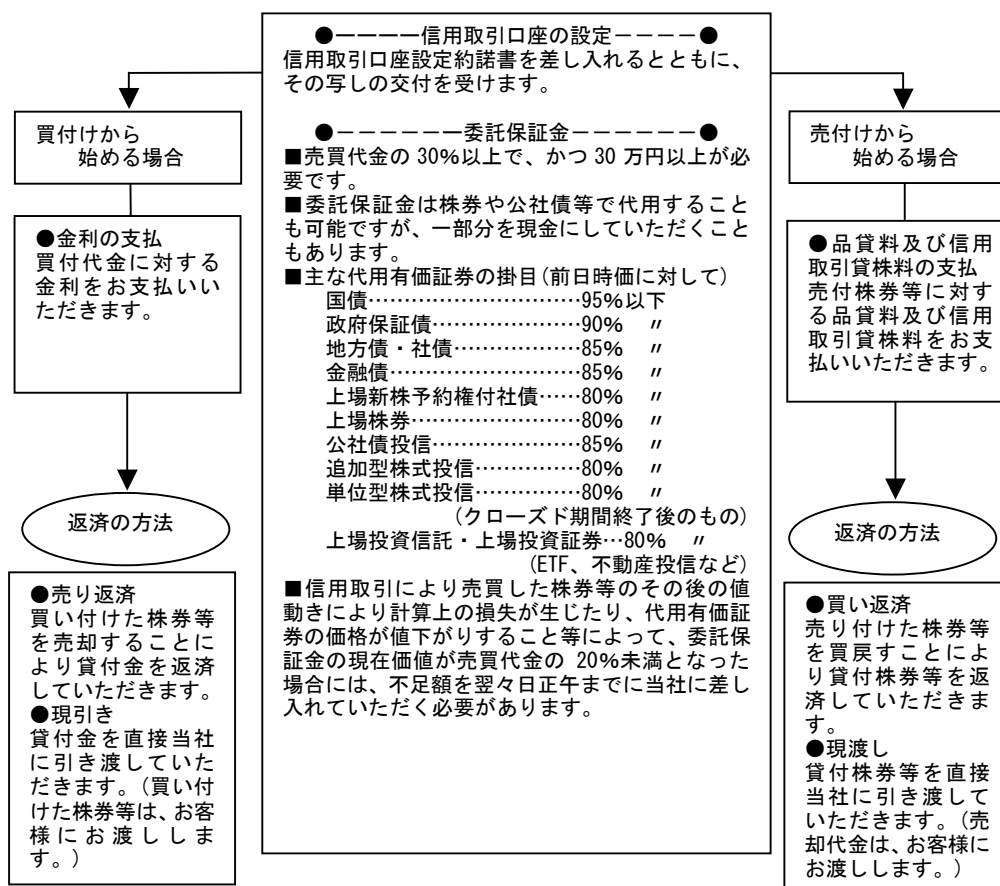 ●――――信用取引口座の設定――――●
信用取引口座設定約諾書を差し入れるとともに、
その写しの交付を受けます。
●――――――委託保証金――――――●
■売買代金の 30%以上で、かつ 30 万円以上が必
要です。
■委託保証金は株券や公社債等で代用すること
も可能ですが、一部分を現金にしていただくこと
もあります。
■主な代用有価証券の掛目(前日時価に対して)
国債…………………………95%以下
政府保証債…………………90% 〃
地方債・社債………………85% 〃
金融債………………………85% 〃
上場新株予約権付社債……80% 〃
上場株券……………………80% 〃
公社債投信…………………85% 〃
追加型株式投信……………80% 〃
単位型株式投信……………80% 〃
(クローズド期間終了後のもの)
上場投資信託・上場投資証券…80% 〃
(ETF、不動産投信など)
■信用取引により売買した株券等のその後の値
動きにより計算上の損失が生じたり、代用有価証
券の価格が値下がりすること等によって、委託保
証金の現在価値が売買代金の 20%未満となった
場合には、不足額を翌々日正午までに当社に差し
入れていただく必要があります。
買付けから
始める場合
●金利の支払
買付代金に対する
金利をお支払いい
ただきます。
返済の方法
●売り返済
買い付けた株券等
を売却することに
より貸付金を返済
していただきます。
●現引き
貸付金を直接当社
に引き渡していた
だきます。(買い付
けた株券等は、お客
様にお渡ししま
す。)
売付けから
始める場合
●品貸料及び信用
取引貸株料の支払
売付株券等に対す
る品貸料及び信用
取引貸株料をお支
払いいただきます。
返済の方法
●買い返済
売り付けた株券等
を買戻すことによ
り貸付株券等を返
済していただきま
す。
●現渡し
貸付株券等を直接
当社に引き渡して
いただきます。(売
却代金は、お客様に
お渡しします。)